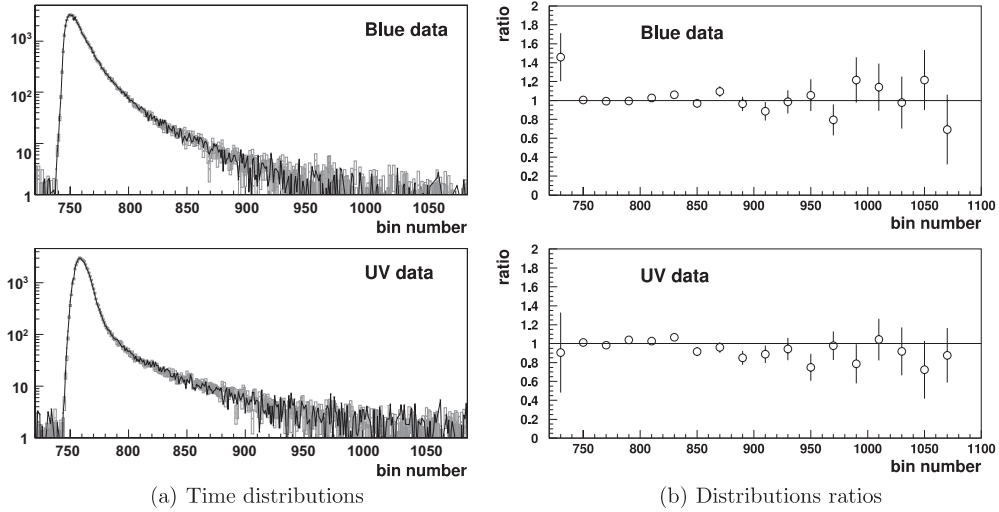 Blue data
10³
10²
10
1
750 800 850 900 950 1000 1050
bin number
UV data
10³
10²
10
1
750 800 850 900 950 1000 1050
bin number
(a) Time distributions
ratio
Blue data
2
1.8
1.6
1.4
1.2
1
0.8
0.6
0.4
0.2
0
750 800 850 900 950 1000 1050 1100
bin number
ratio
UV data
2
1.8
1.6
1.4
1.2
1
0.8
0.6
0.4
0.2
0
750 800 850 900 950 1000 1050 1100
bin number
(b) Distributions ratios